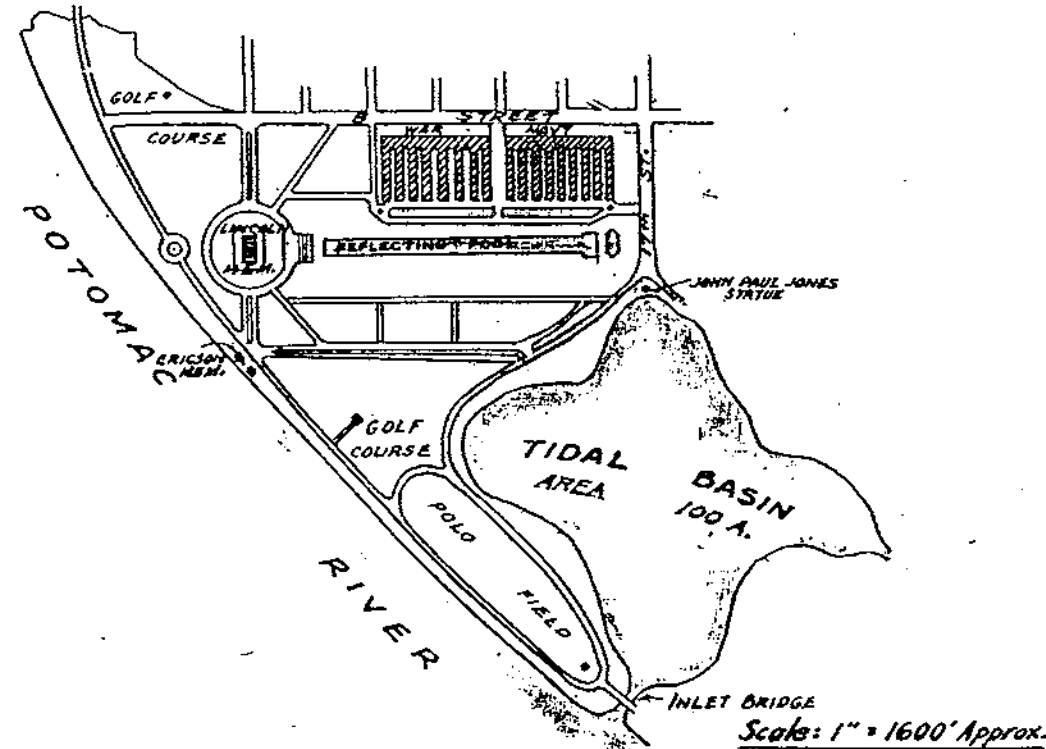 GOLF
COURSE
B STREET
WAR NAVY
17TH ST.
LINCOLN
MEM.
REFLECTING POOL
JOHN PAUL JONES
STATUE
POTOMAC
RIVER
ERICSON
MEM.
GOLF
COURSE
TIDAL BASIN
AREA 100 A.
POLO
FIELD
INLET BRIDGE
Scale: 1" = 1600' Approx.